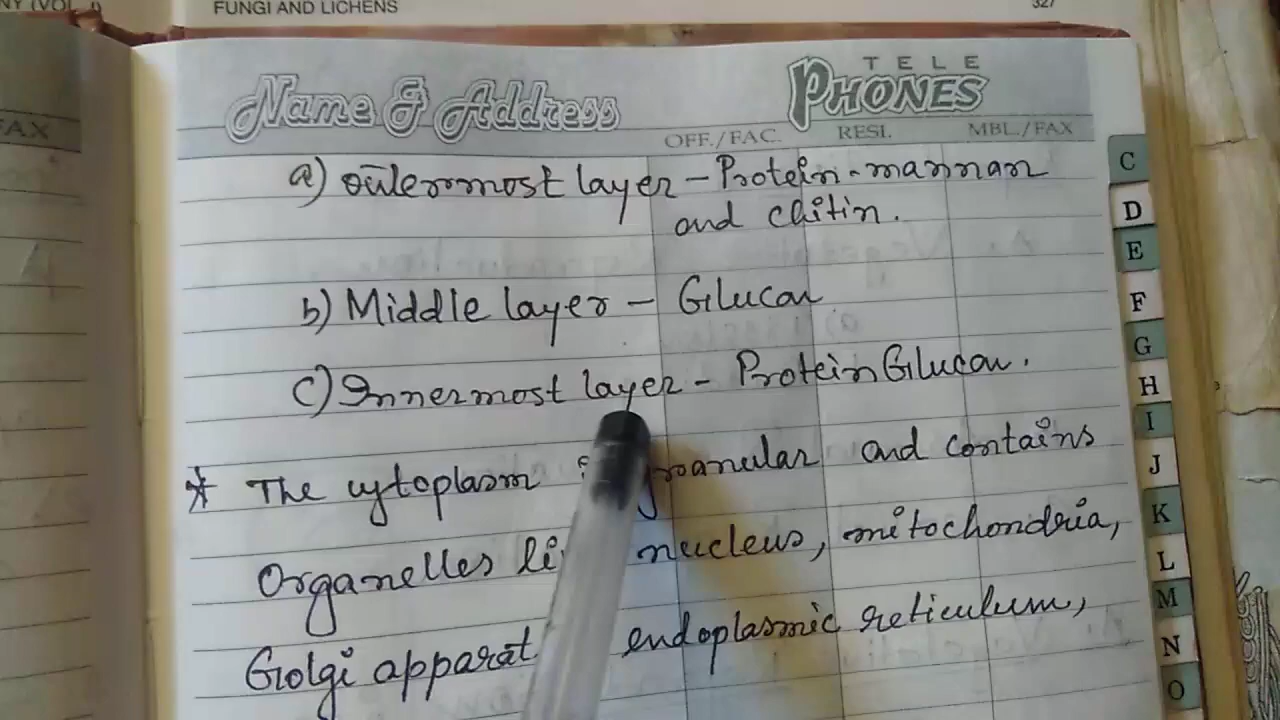 FUNGI AND LICHENS
327
Name & Address
TELE
PHONES
FAX
OFF./FAC. RESI. MBL./FAX
a) outermost layer - Protein-mannan
and chitin.
b) Middle layer - Glucan
c) Innermost layer - Protein Glucan.
* The cytoplasm granular and contains
Organelles nucleus, mitochondria,
Golgi endoplasmic reticulum,
C
D
E
F
G
H
I
J
K
L
M
N
O